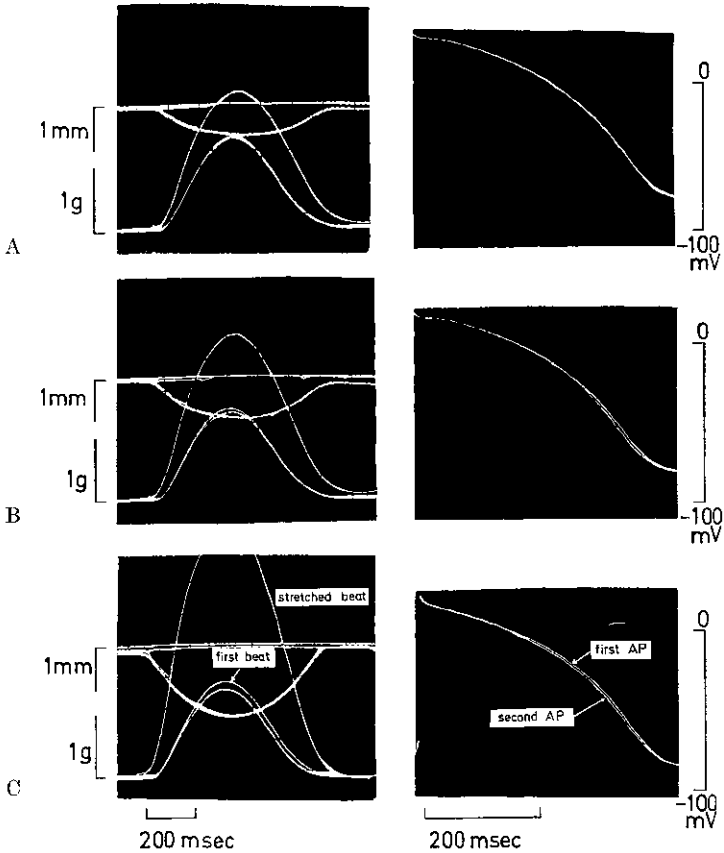 1mm
1g
A
0
-100
mV
1mm
1g
B
0
-100
mV
stretched beat
first beat
1mm
1g
C
200 msec
first AP
second AP
0
-100
mV
200 msec